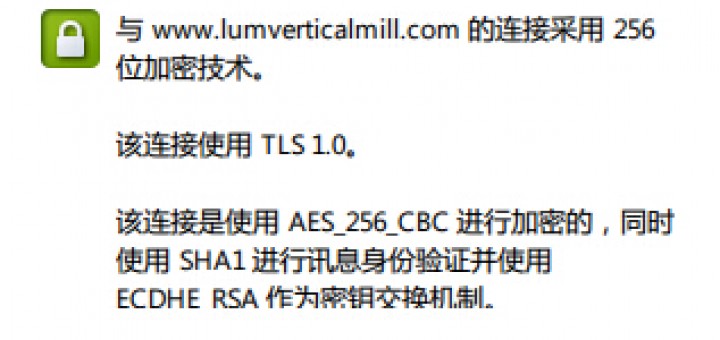 与 www.lumverticalmill.com 的连接采用 256
位加密技术。
该连接使用 TLS 1.0。
该连接是使用 AES_256_CBC 进行加密的，同时
使用 SHA1 进行讯息身份验证并使用
ECDHE_RSA 作为密钥交换机制。